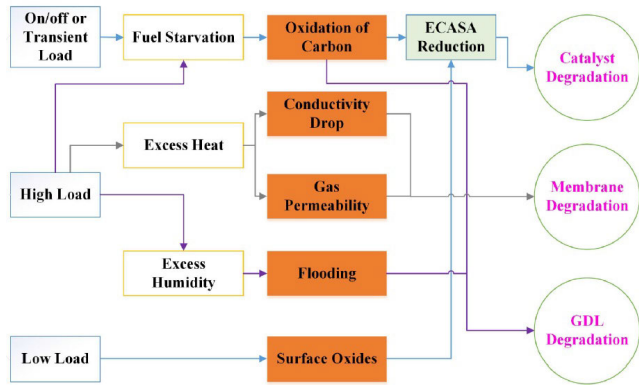 On/off or
Transient
Load
Fuel Starvation
Oxidation of
Carbon
ECASA
Reduction
Catalyst
Degradation
Conductivity
Drop
Excess Heat
High Load
Gas
Permeability
Membrane
Degradation
Excess
Humidity
Flooding
GDL
Degradation
Low Load
Surface Oxides